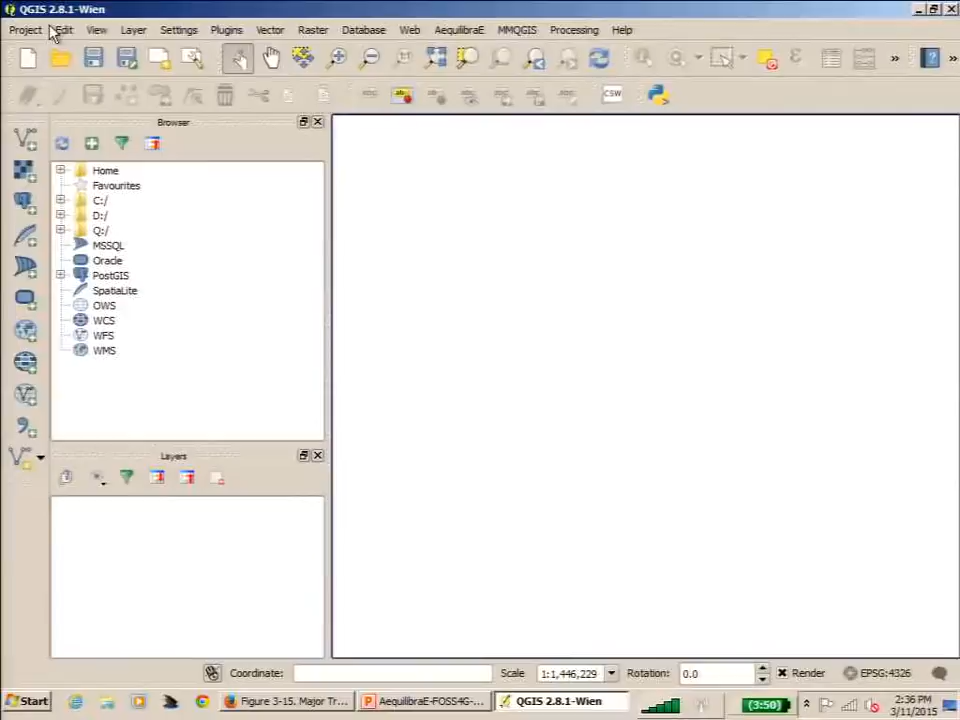 QGIS 2.8.1-Wien
Project Edit View Layer Settings Plugins Vector Raster Database Web AequilibraE MMQGIS Processing Help
CSW
Browser
Home
Favourites
C:/
D:/
Q:/
MSSQL
Oracle
PostGIS
SpatiaLite
OWS
WCS
WFS
WMS
Layers
Coordinate: Scale 1:1,446,229 Rotation: 0.0 Render EPSG:4326
Start Figure 3-15. Major Tr... AequilibraE-FOSS4G-... QGIS 2.8.1-Wien (3:50) 2:36 PM
3/11/2015